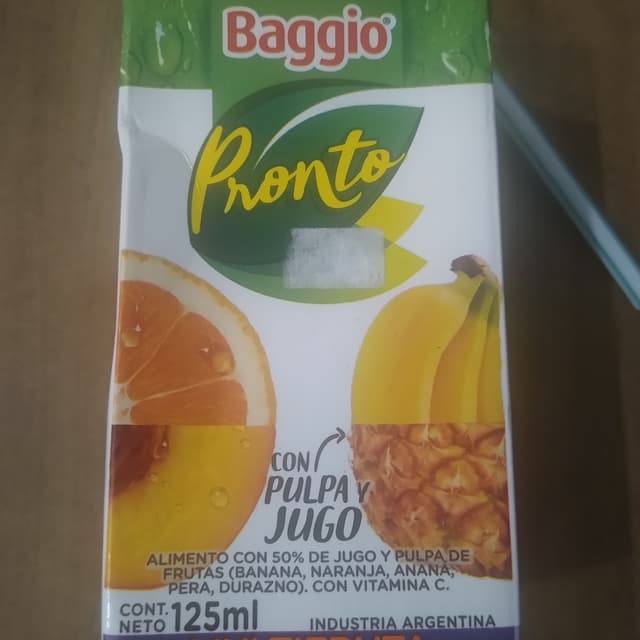 Baggio®
Pronto
CON
PULPA Y
JUGO
ALIMENTO CON 50% DE JUGO Y PULPA DE
FRUTAS (BANANA, NARANJA, ANANÁ,
PERA, DURAZNO). CON VITAMINA C.
CONT.
NETO 125ml INDUSTRIA ARGENTINA